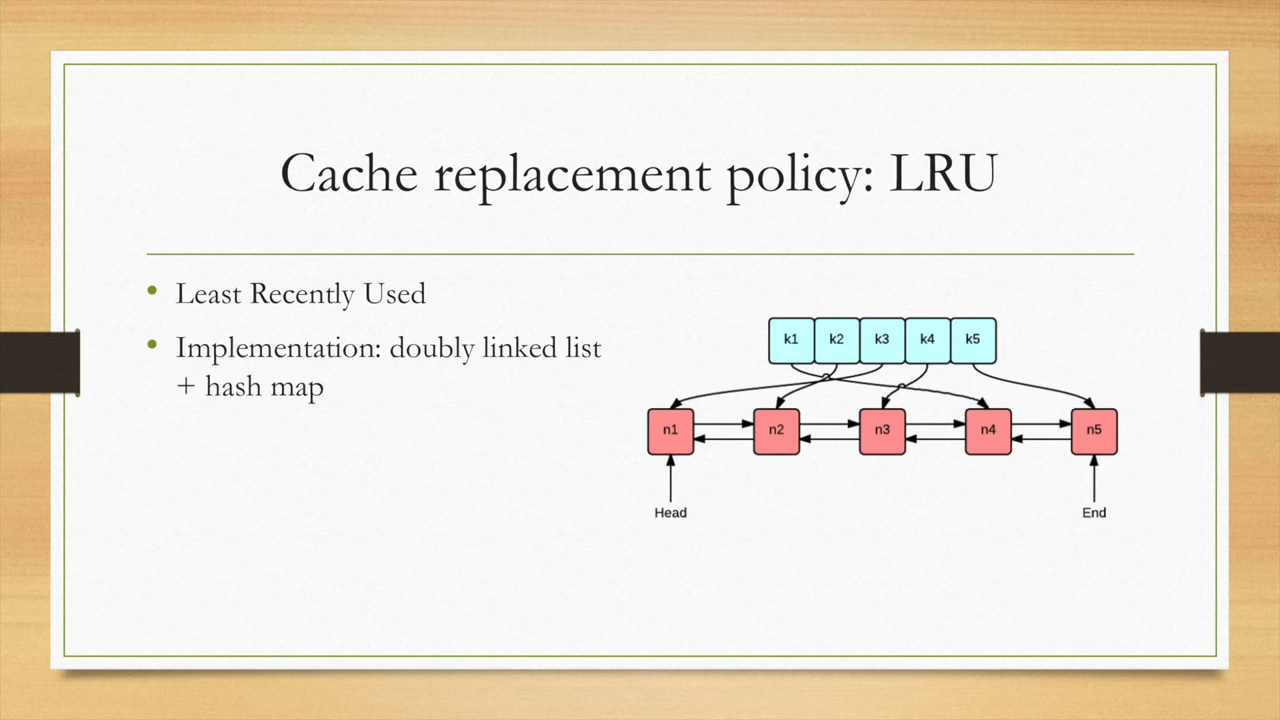 Cache replacement policy: LRU
• Least Recently Used
• Implementation: doubly linked list
+ hash map
k1 k2 k3 k4 k5
n1 n2 n3 n4 n5
Head End